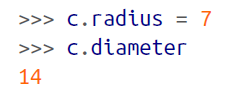 >>> c.radius = 7
>>> c.diameter
14